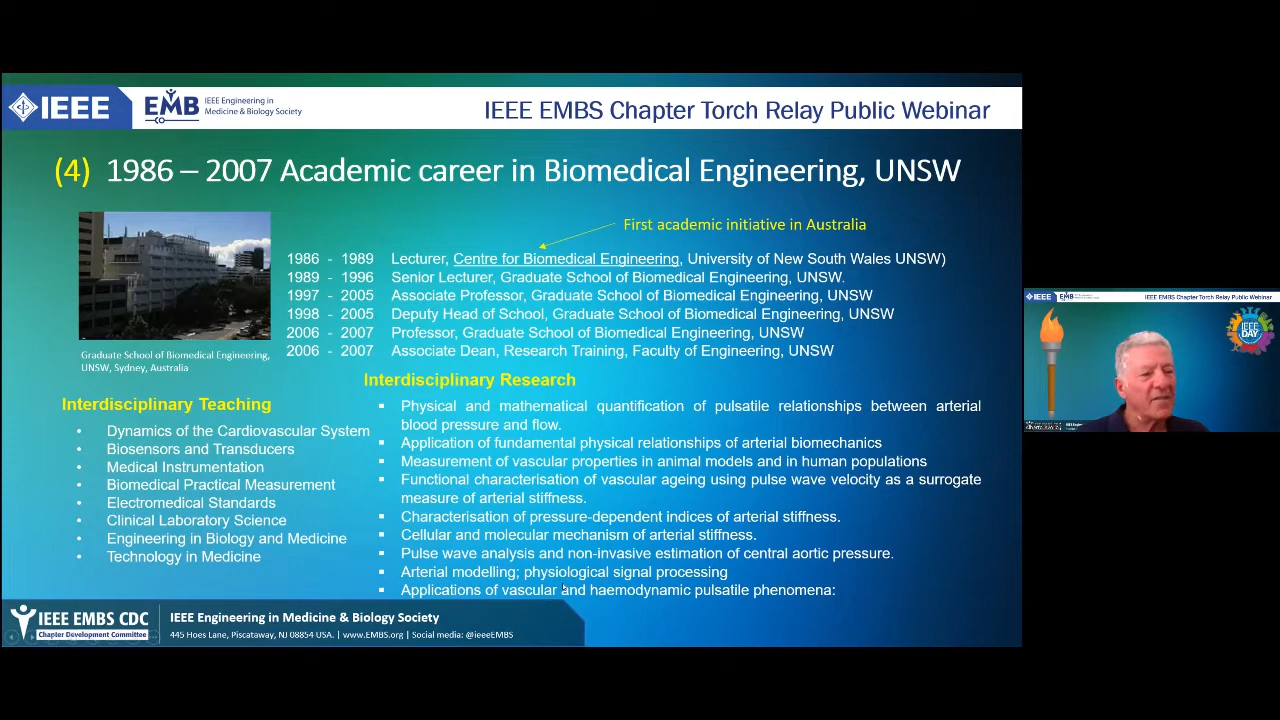 IEEE
EMB
IEEE Engineering in
Medicine & Biology Society
IEEE EMBS Chapter Torch Relay Public Webinar
(4) 1986 – 2007 Academic career in Biomedical Engineering, UNSW
First academic initiative in Australia
1986 - 1989 Lecturer, Centre for Biomedical Engineering, University of New South Wales UNSW)
1989 - 1996 Senior Lecturer, Graduate School of Biomedical Engineering, UNSW.
1997 - 2005 Associate Professor, Graduate School of Biomedical Engineering, UNSW
1998 - 2005 Deputy Head of School, Graduate School of Biomedical Engineering, UNSW
2006 - 2007 Professor, Graduate School of Biomedical Engineering, UNSW
2006 - 2007 Associate Dean, Research Training, Faculty of Engineering, UNSW
Graduate School of Biomedical Engineering,
UNSW, Sydney, Australia
Interdisciplinary Teaching
• Dynamics of the Cardiovascular System
• Biosensors and Transducers
• Medical Instrumentation
• Biomedical Practical Measurement
• Electromedical Standards
• Clinical Laboratory Science
• Engineering in Biology and Medicine
• Technology in Medicine
Interdisciplinary Research
▪ Physical and mathematical quantification of pulsatile relationships between arterial
blood pressure and flow.
▪ Application of fundamental physical relationships of arterial biomechanics
▪ Measurement of vascular properties in animal models and in human populations
▪ Functional characterisation of vascular ageing using pulse wave velocity as a surrogate
measure of arterial stiffness.
▪ Characterisation of pressure-dependent indices of arterial stiffness.
▪ Cellular and molecular mechanism of arterial stiffness.
▪ Pulse wave analysis and non-invasive estimation of central aortic pressure.
▪ Arterial modelling; physiological signal processing
▪ Applications of vascular and haemodynamic pulsatile phenomena:
IEEE EMBS CDC
Chapter Development Committee
IEEE Engineering in Medicine & Biology Society
445 Hoes Lane, Piscataway, NJ 08854 USA. | www.EMBS.org | Social media: @ieeeEMBS
IEEE
EMB
IEEE EMBS Chapter Torch Relay Public Webinar
IEEE
DAY